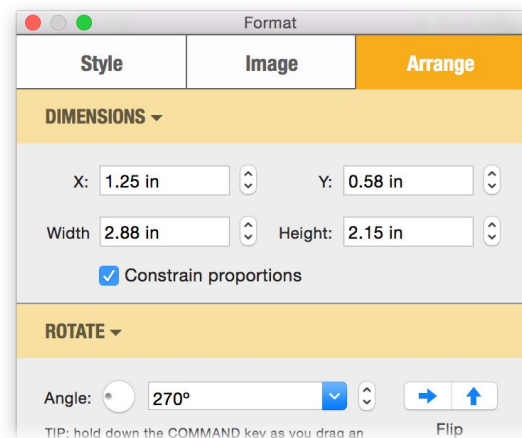 Format
Style Image Arrange
DIMENSIONS
X: 1.25 in Y: 0.58 in
Width 2.88 in Height: 2.15 in
Constrain proportions
ROTATE
Angle: 270º
Flip
TIP: hold down the COMMAND key as you drag an